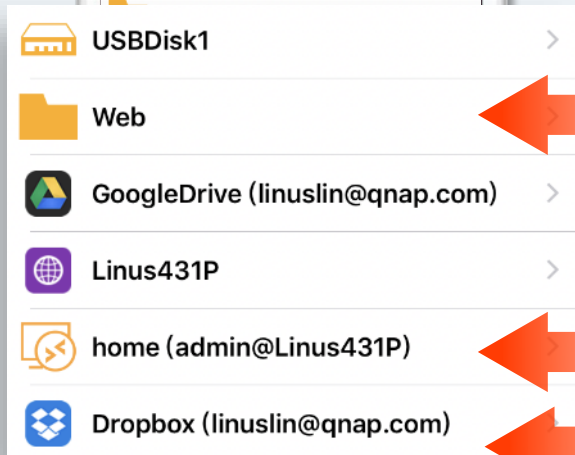 USBDisk1
Web
GoogleDrive (linuslin@qnap.com)
Linus431P
home (admin@Linus431P)
Dropbox (linuslin@qnap.com)